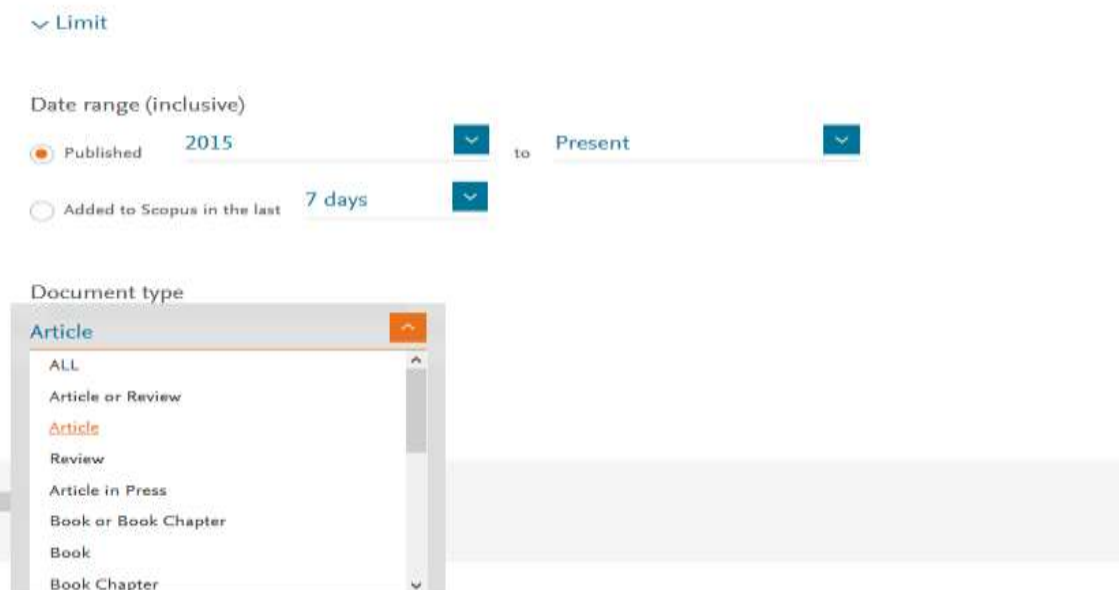 Limit
Date range (inclusive)
Published 2015 to Present
Added to Scopus in the last 7 days
Document type
Article
ALL
Article or Review
Article
Review
Article in Press
Book or Book Chapter
Book
Book Chapter